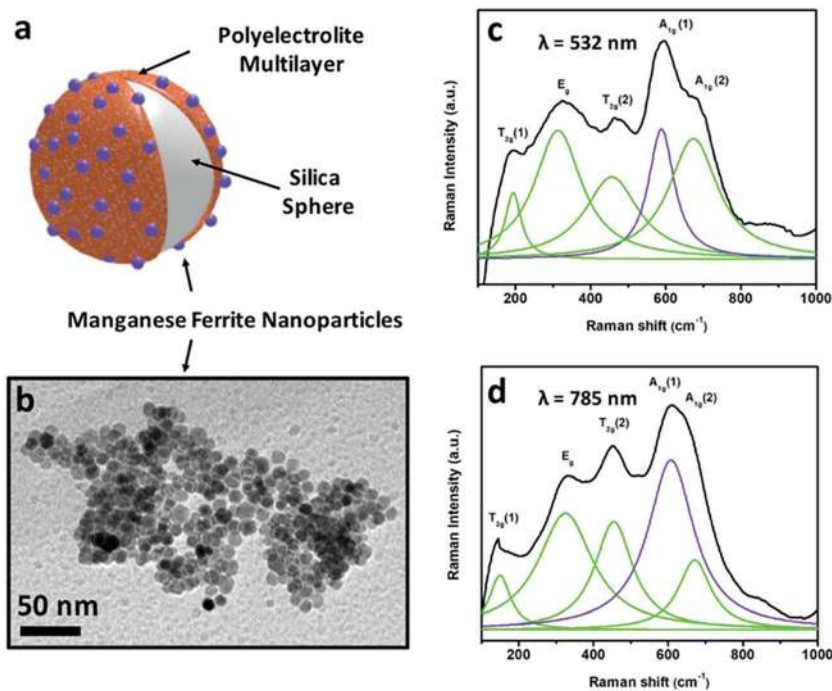 a
Polyelectrolite
Multilayer
Silica
Sphere
Manganese Ferrite Nanoparticles
b
50 nm
c
λ = 532 nm
A1g(1)
A1g(2)
Eg
T2g(2)
T2g(1)
Raman Intensity (a.u.)
200 400 600 800 1000
Raman shift (cm-1)
d
λ = 785 nm
A1g(1)
A1g(2)
T2g(2)
Eg
T2g(1)
Raman Intensity (a.u.)
200 400 600 800 1000
Raman shift (cm-1)